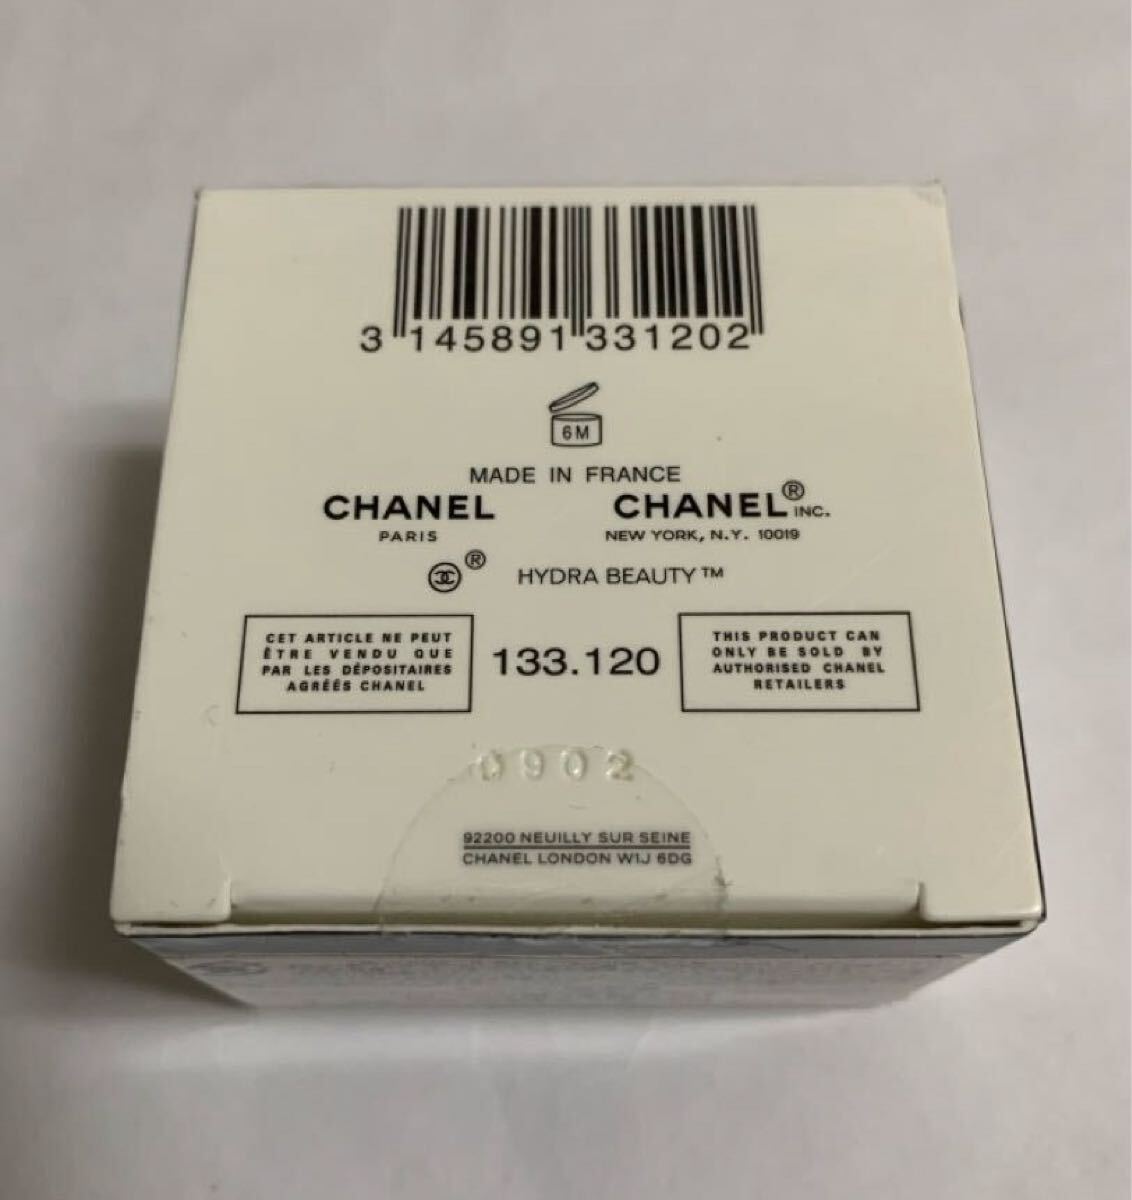 3 145891 331202
6M
MADE IN FRANCE
CHANEL
PARIS
CHANEL® INC.
NEW YORK, N.Y. 10019
® HYDRA BEAUTY™
CET ARTICLE NE PEUT
ÊTRE VENDU QUE
PAR LES DÉPOSITAIRES
AGRÉÉS CHANEL
133.120
THIS PRODUCT CAN
ONLY BE SOLD BY
AUTHORISED CHANEL
RETAILERS
0902
92200 NEUILLY SUR SEINE
CHANEL LONDON W1J 6DG